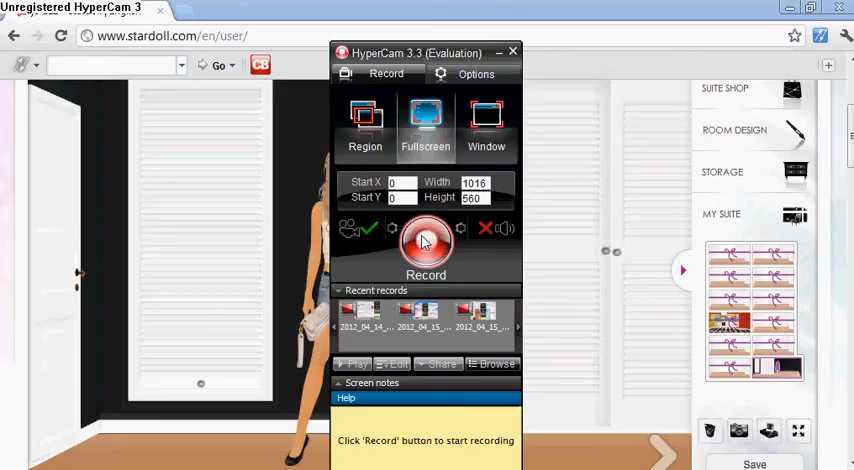 Unregistered HyperCam 3
www.stardoll.com/en/user/
Go
CB
HyperCam 3.3 (Evaluation)
Record
Options
Region
Fullscreen
Window
Start X 0 Width 1016
Start Y 0 Height 560
Record
Recent records
2012_04_14_... 2012_04_15_... 2012_04_15_...
Play Edit Share Browse
Screen notes
Help
Click 'Record' button to start recording
SUITE SHOP
ROOM DESIGN
STORAGE
MY SUITE
Save